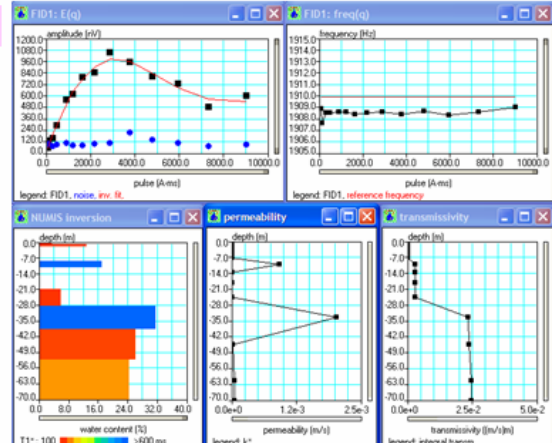 FID1: E(q)
amplitude (nV)
1200.0
1080.0
960.0
840.0
720.0
600.0
480.0
360.0
240.0
120.0
0.0
0.0 2000.0 4000.0 6000.0 8000.0 10000.0
pulse (A-ms)
legend: FID1, noise, inv. fit.
FID1: freq(q)
frequency (Hz)
1915.0
1914.0
1913.0
1912.0
1911.0
1910.0
1909.0
1908.0
1907.0
1906.0
1905.0
0.0 2000.0 4000.0 6000.0 8000.0 10000.0
pulse (A-ms)
legend: FID1, reference frequency
NUMIS inversion
depth (m)
0.0
-7.0
-14.0
-21.0
-28.0
-35.0
-42.0
-49.0
-56.0
-63.0
-70.0
0.0 8.0 16.0 24.0 32.0 40.0
water content (%)
T1*: 100 >600 ms
permeability
depth (m)
0.0
-7.0
-14.0
-21.0
-28.0
-35.0
-42.0
-49.0
-56.0
-63.0
-70.0
0.0e+0 1.2e-3 2.5e-3
permeability (m/s)
legend: k*
transmissivity
depth (m)
0.0
-7.0
-14.0
-21.0
-28.0
-35.0
-42.0
-49.0
-56.0
-63.0
-70.0
0.0e+0 2.5e-2 5.0e-2
transmissivity ((m/s)m)
legend: integral transm.